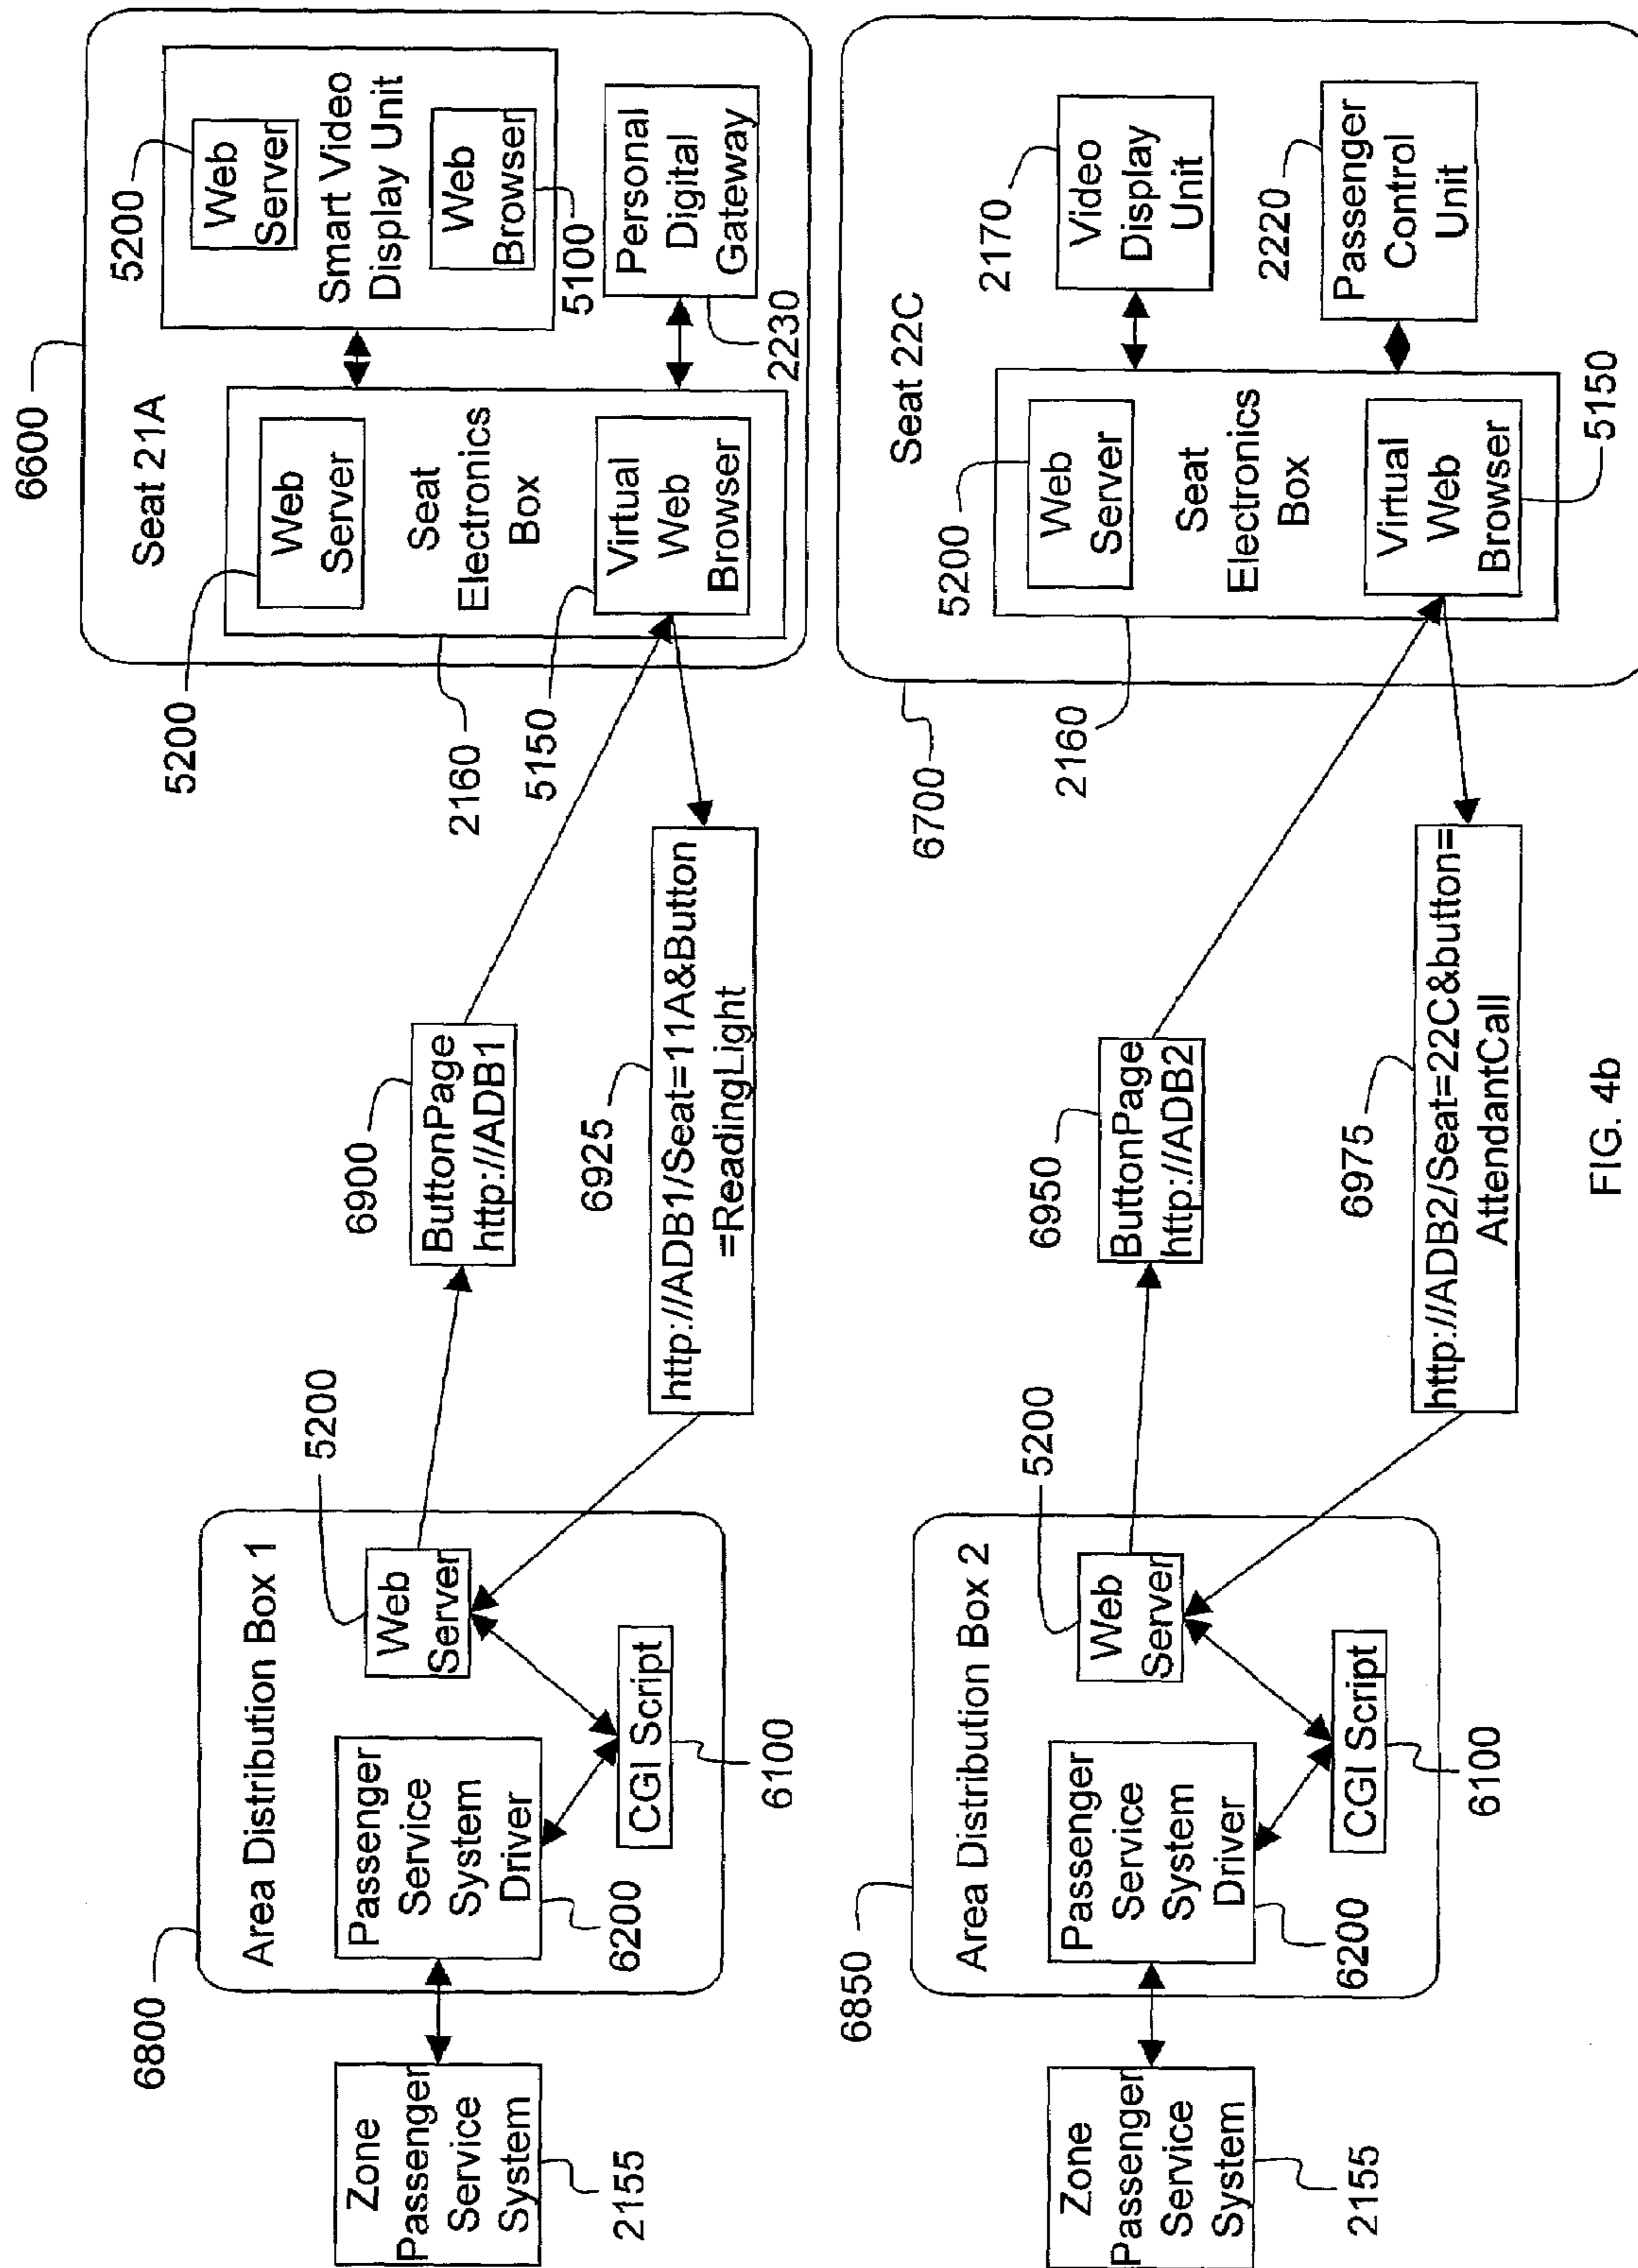 6600
Seat 21A
5200
Web
Server
Smart Video
Display Unit
Web
Browser
5100
Personal
Digital
Gateway
2230
5200
Web
Server
Seat
Electronics
Box
Virtual
Web
Browser
2160
5150
6900
ButtonPage
http://ADB1
6925
http://ADB1/Seat=11A&Button
=ReadingLight
6800
Area Distribution Box 1
5200
Web
Server
Passenger
Service
System
Driver
6200
CGI Script
6100
Zone
Passenger
Service
System
2155
Seat 22C
2170
Video
Display
Unit
2220
Passenger
Control
Unit
5200
Web
Server
Seat
Electronics
Box
Virtual
Web
Browser
5150
2160
6700
6950
ButtonPage
http://ADB2
6975
http://ADB2/Seat=22C&button=
AttendantCall
6850
Area Distribution Box 2
5200
Web
Server
Passenger
Service
System
Driver
6200
CGI Script
6100
Zone
Passenger
Service
System
2155
FIG. 4b